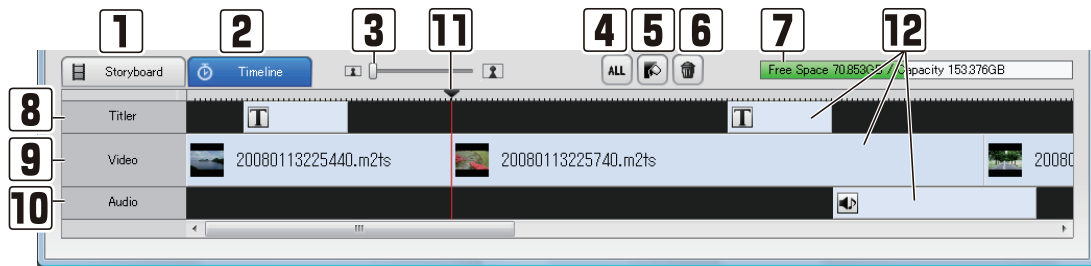 1 2 3 11 4 5 6 7 12
Storyboard Timeline ALL Free Space 70.853GB / Capacity 153.376GB
8 Titler T T
9 Video 20080113225440.m2ts 20080113225740.m2ts 20080
10 Audio